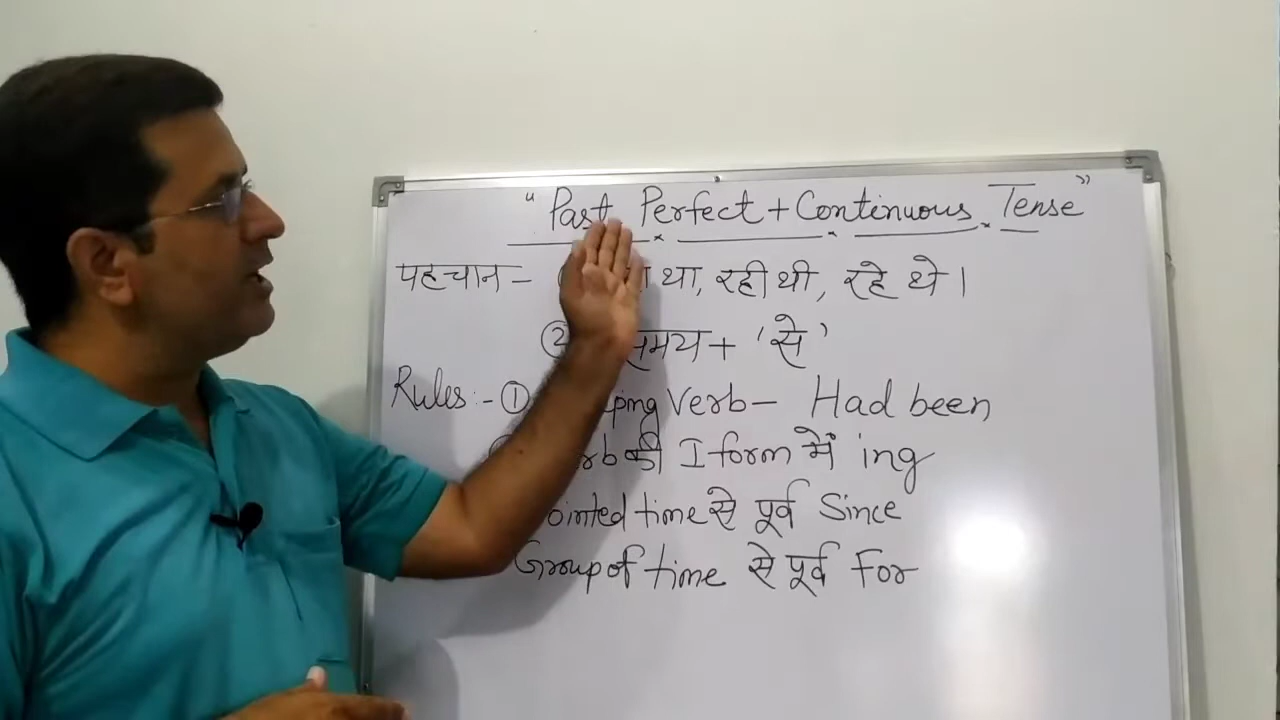 "Past Perfect + Continuous Tense"
पहचान - था, रही थी, रहे थे।
② समय + 'से'
Rules :- ① Verb - Had been
की I form में ing
time से पूर्व Since
Group of time से पूर्व For